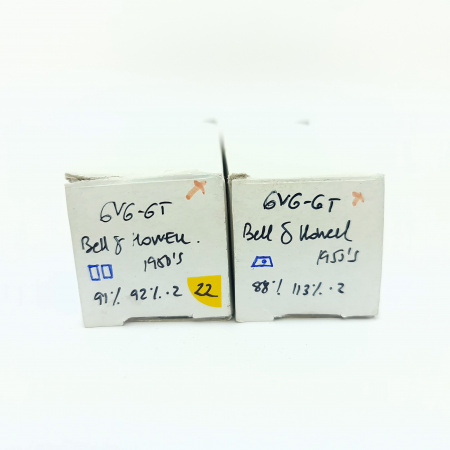 6V6-GT
Bell & Howell.
1950's
91% 92% .2 22
6V6-GT
Bell & Howell
1950's
88% 113% .2